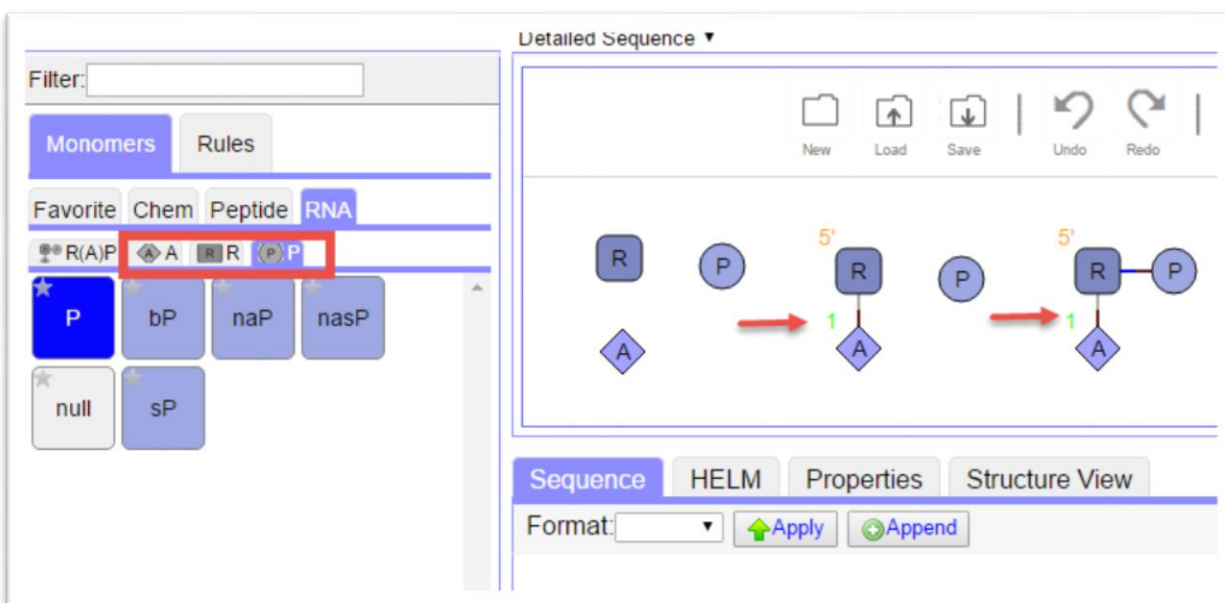 Detailed Sequence ▼
Filter:
Monomers Rules
Favorite Chem Peptide RNA
R(A)P A A R R P P
P bP naP nasP
null sP
New Load Save Undo Redo
5' 5'
R P R P R P
1 1
A A A
Sequence HELM Properties Structure View
Format: Apply Append